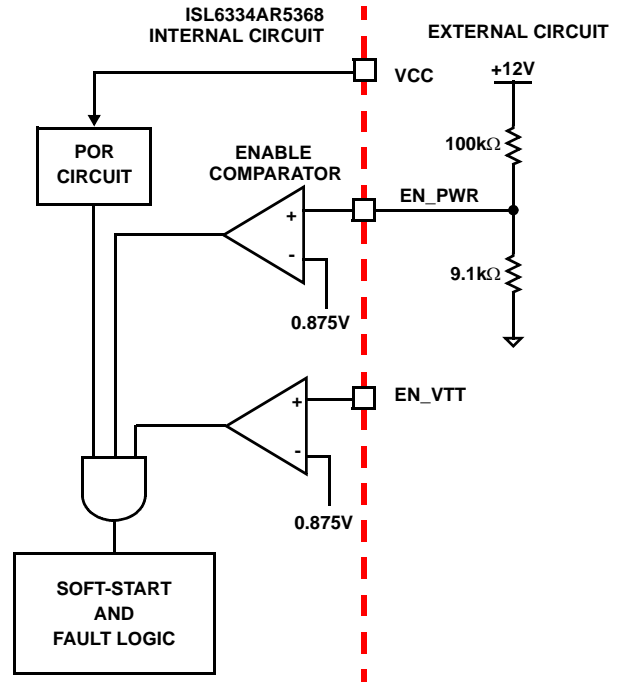 ISL6334AR5368
INTERNAL CIRCUIT
EXTERNAL CIRCUIT
VCC
+12V
100kΩ
POR
CIRCUIT
ENABLE
COMPARATOR
EN_PWR
+
-
9.1kΩ
0.875V
EN_VTT
+
-
0.875V
SOFT-START
AND
FAULT LOGIC